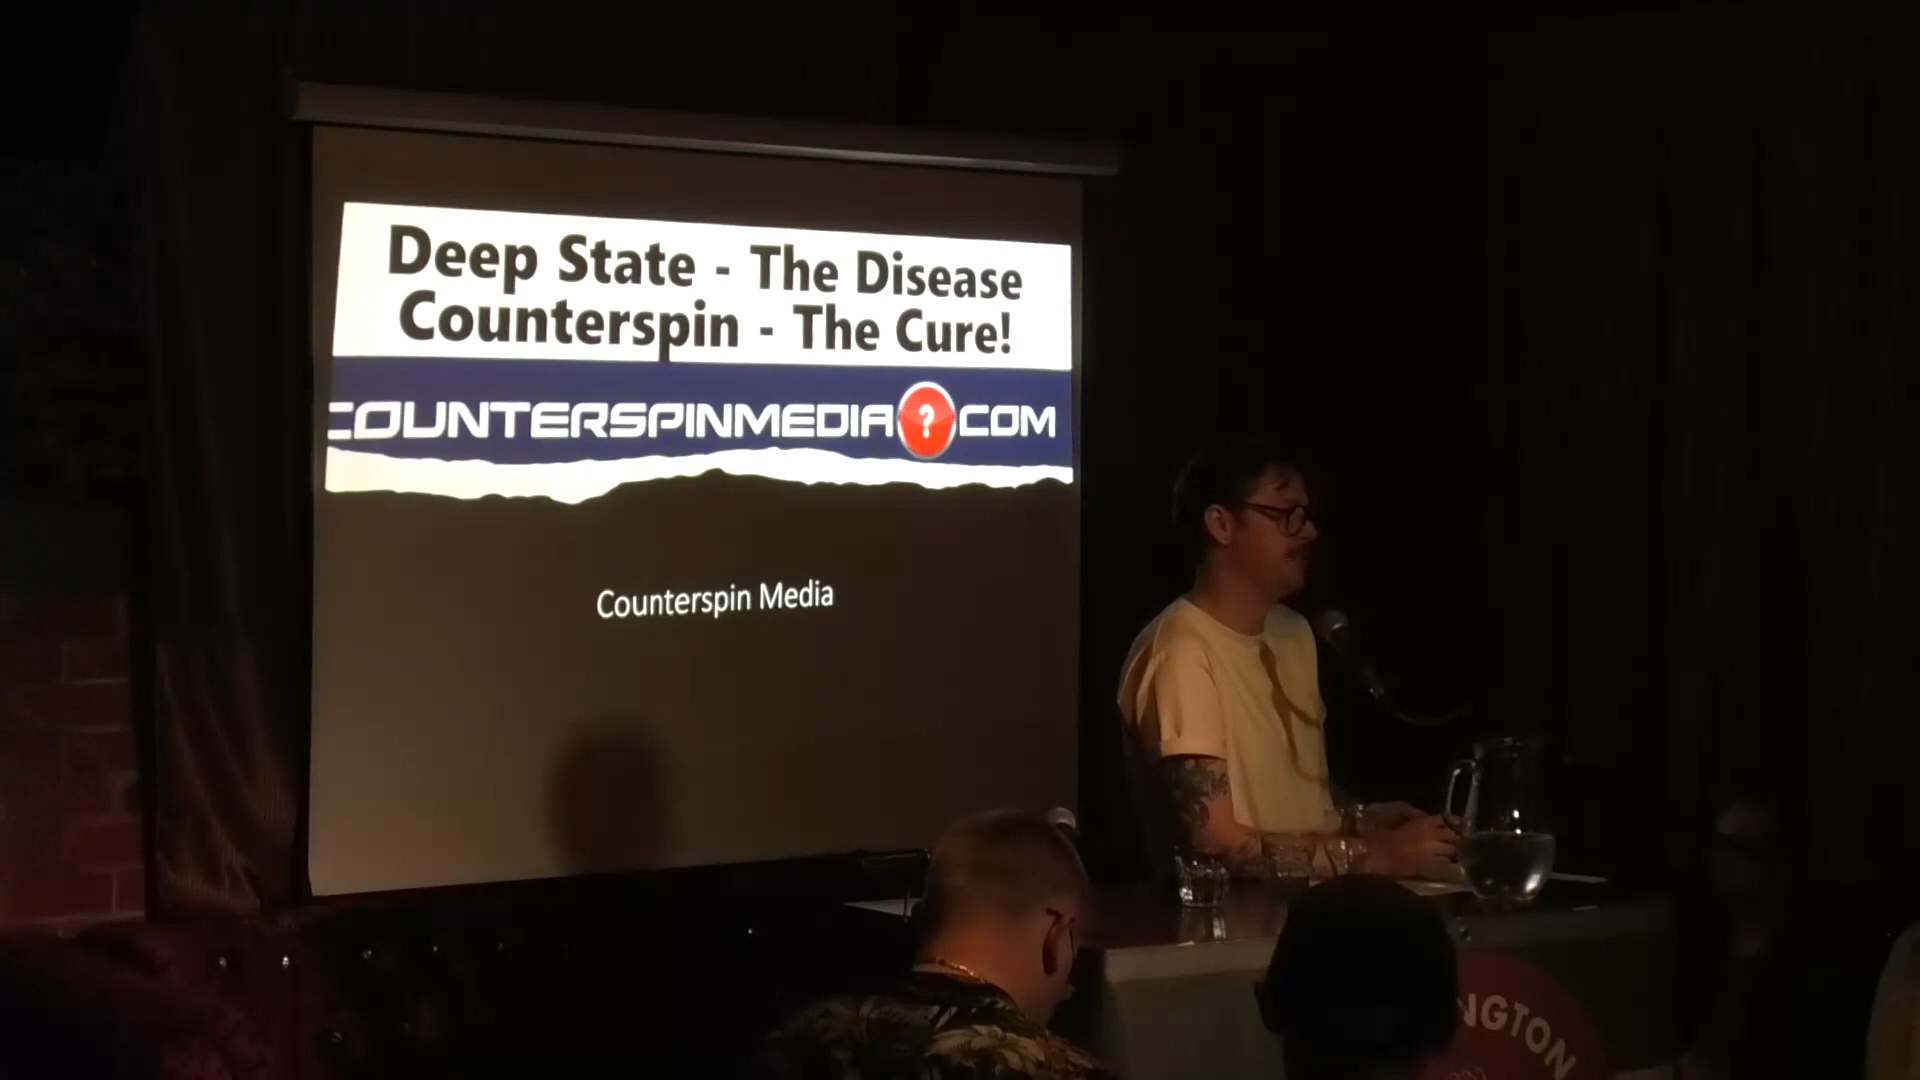 Deep State - The Disease
Counterspin - The Cure!
COUNTERSPINMEDIA?COM
Counterspin Media
NGTON